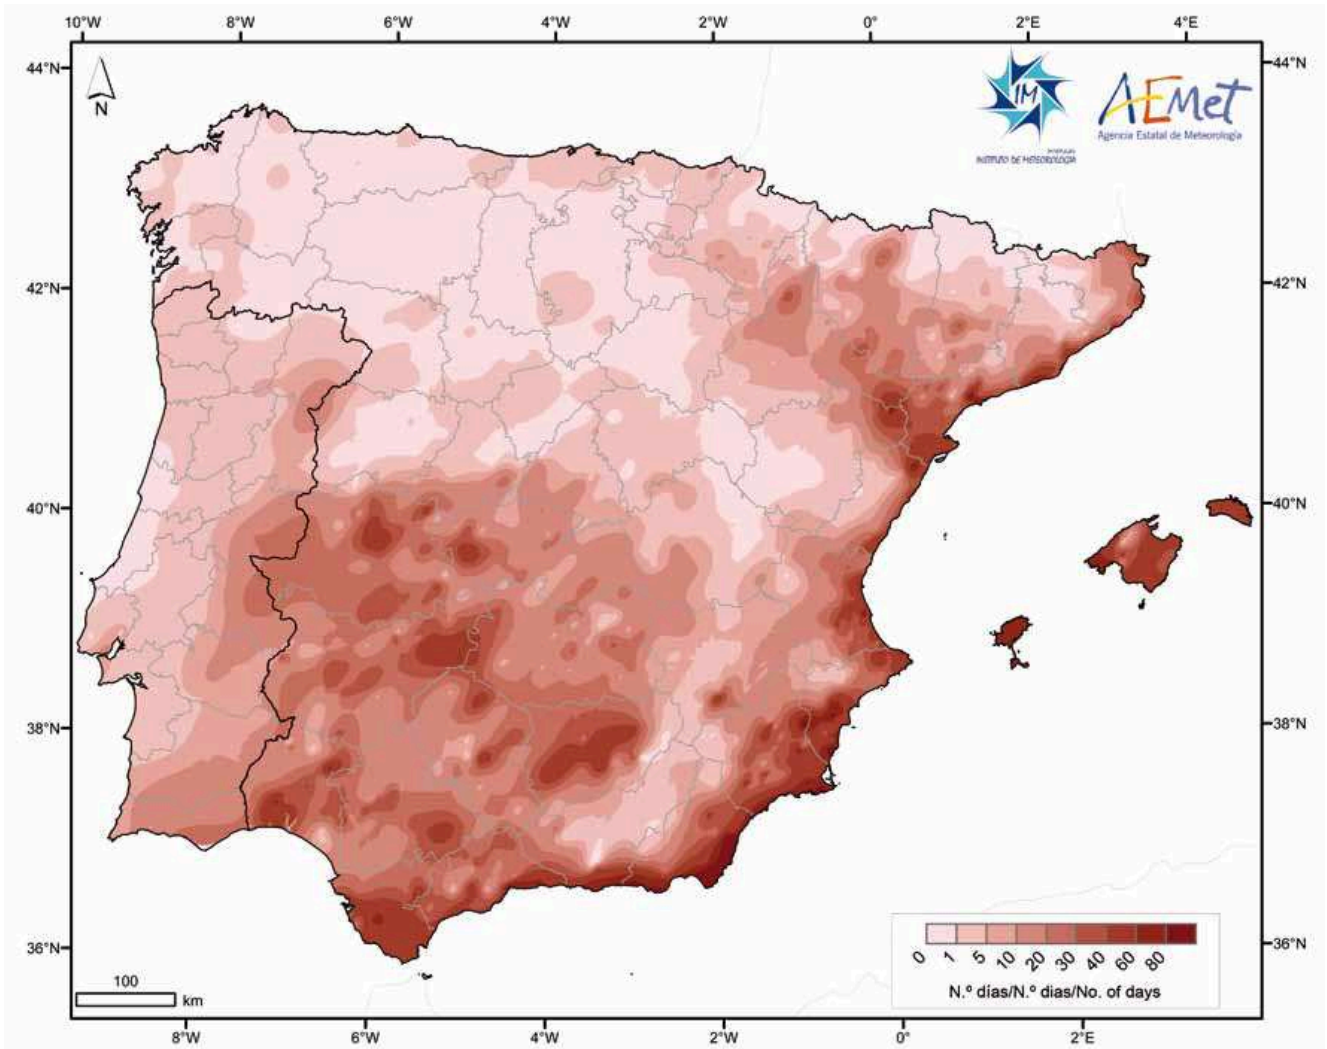 10°W 8°W 6°W 4°W 2°W 0° 2°E 4°E
44°N 44°N
N
IM
AEMet
Agencia Estatal de Meteorología
INSTITUTO DE METEOROLOGIA
42°N 42°N
40°N 40°N
38°N 38°N
36°N 36°N
0 1 5 10 20 30 40 60 80
N.º días/N.º dias/No. of days
100
km
8°W 6°W 4°W 2°W 0° 2°E